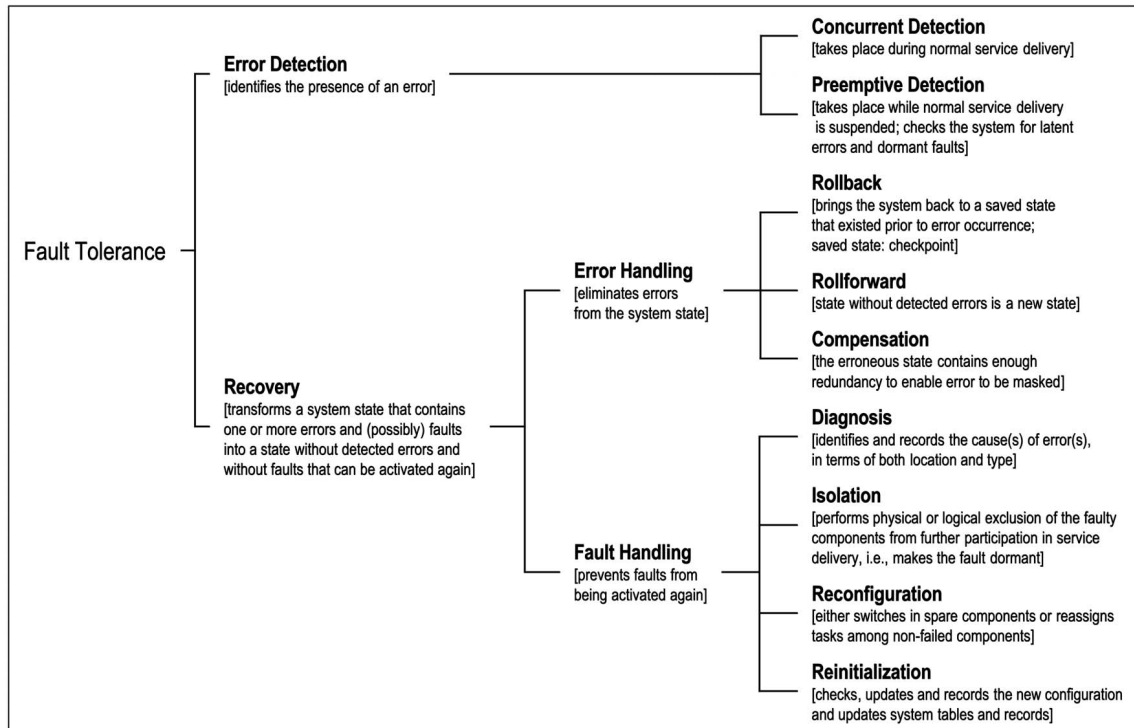 Fault Tolerance
Error Detection
[identifies the presence of an error]
Concurrent Detection
[takes place during normal service delivery]
Preemptive Detection
[takes place while normal service delivery
is suspended; checks the system for latent
errors and dormant faults]
Recovery
[transforms a system state that contains
one or more errors and (possibly) faults
into a state without detected errors and
without faults that can be activated again]
Error Handling
[eliminates errors
from the system state]
Rollback
[brings the system back to a saved state
that existed prior to error occurrence;
saved state: checkpoint]
Rollforward
[state without detected errors is a new state]
Compensation
[the erroneous state contains enough
redundancy to enable error to be masked]
Fault Handling
[prevents faults from
being activated again]
Diagnosis
[identifies and records the cause(s) of error(s),
in terms of both location and type]
Isolation
[performs physical or logical exclusion of the faulty
components from further participation in service
delivery, i.e., makes the fault dormant]
Reconfiguration
[either switches in spare components or reassigns
tasks among non-failed components]
Reinitialization
[checks, updates and records the new configuration
and updates system tables and records]